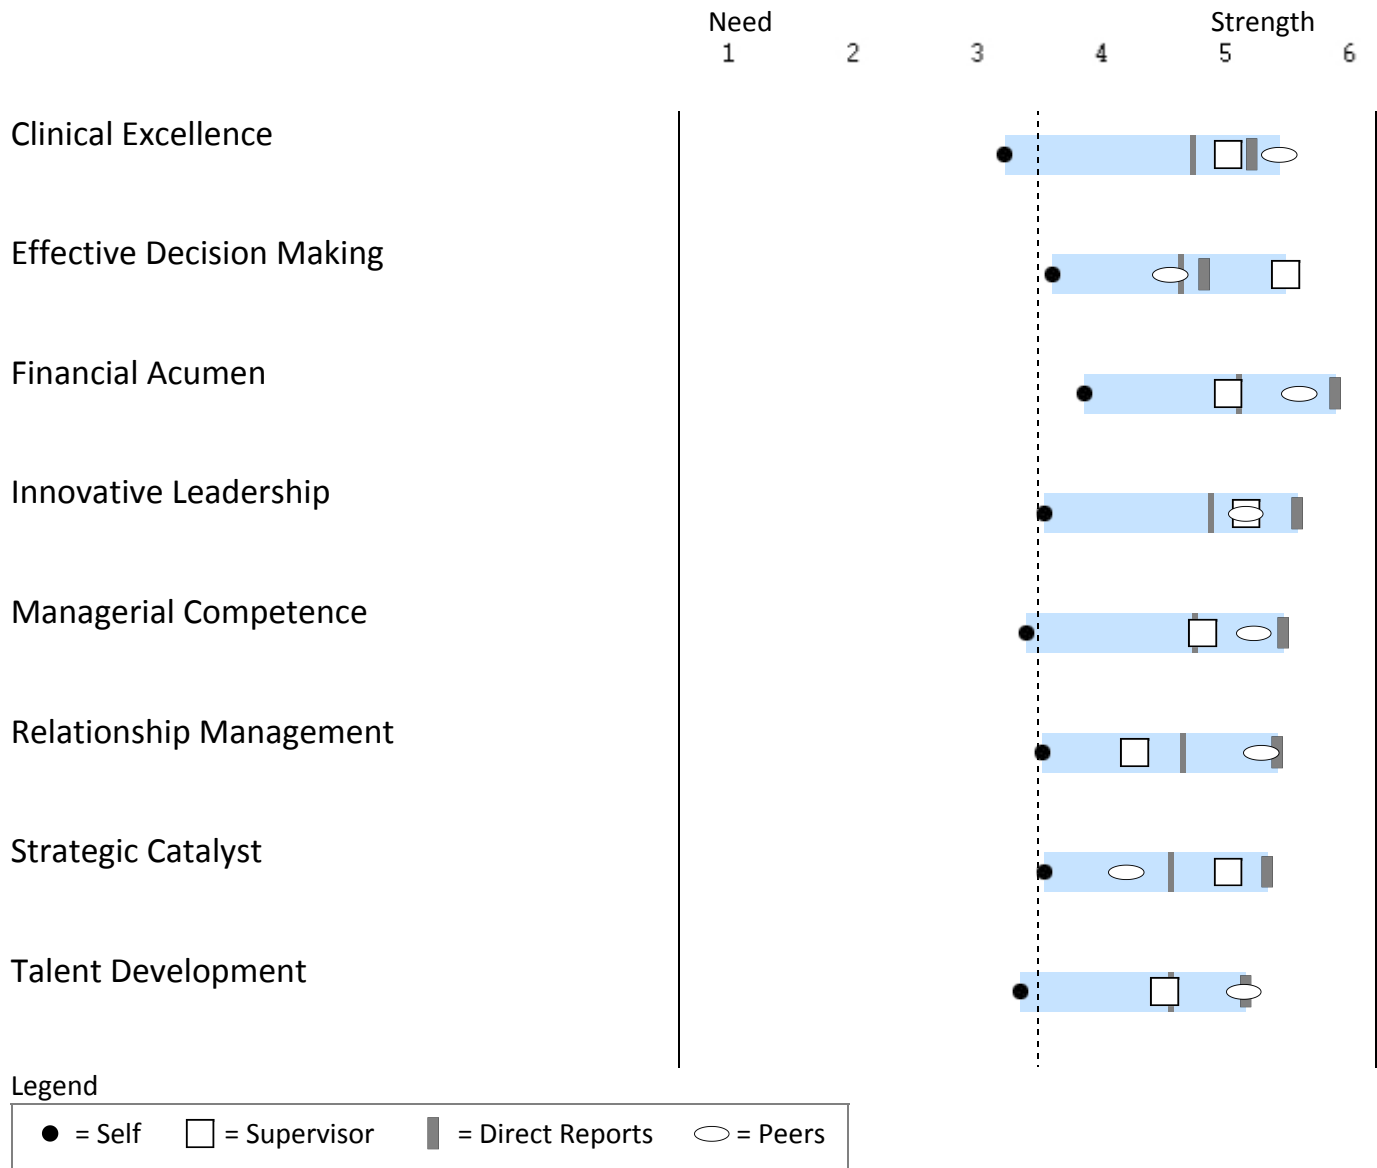 Need Strength
1 2 3 4 5 6
Clinical Excellence
Effective Decision Making
Financial Acumen
Innovative Leadership
Managerial Competence
Relationship Management
Strategic Catalyst
Talent Development
Legend
= Self = Supervisor = Direct Reports = Peers